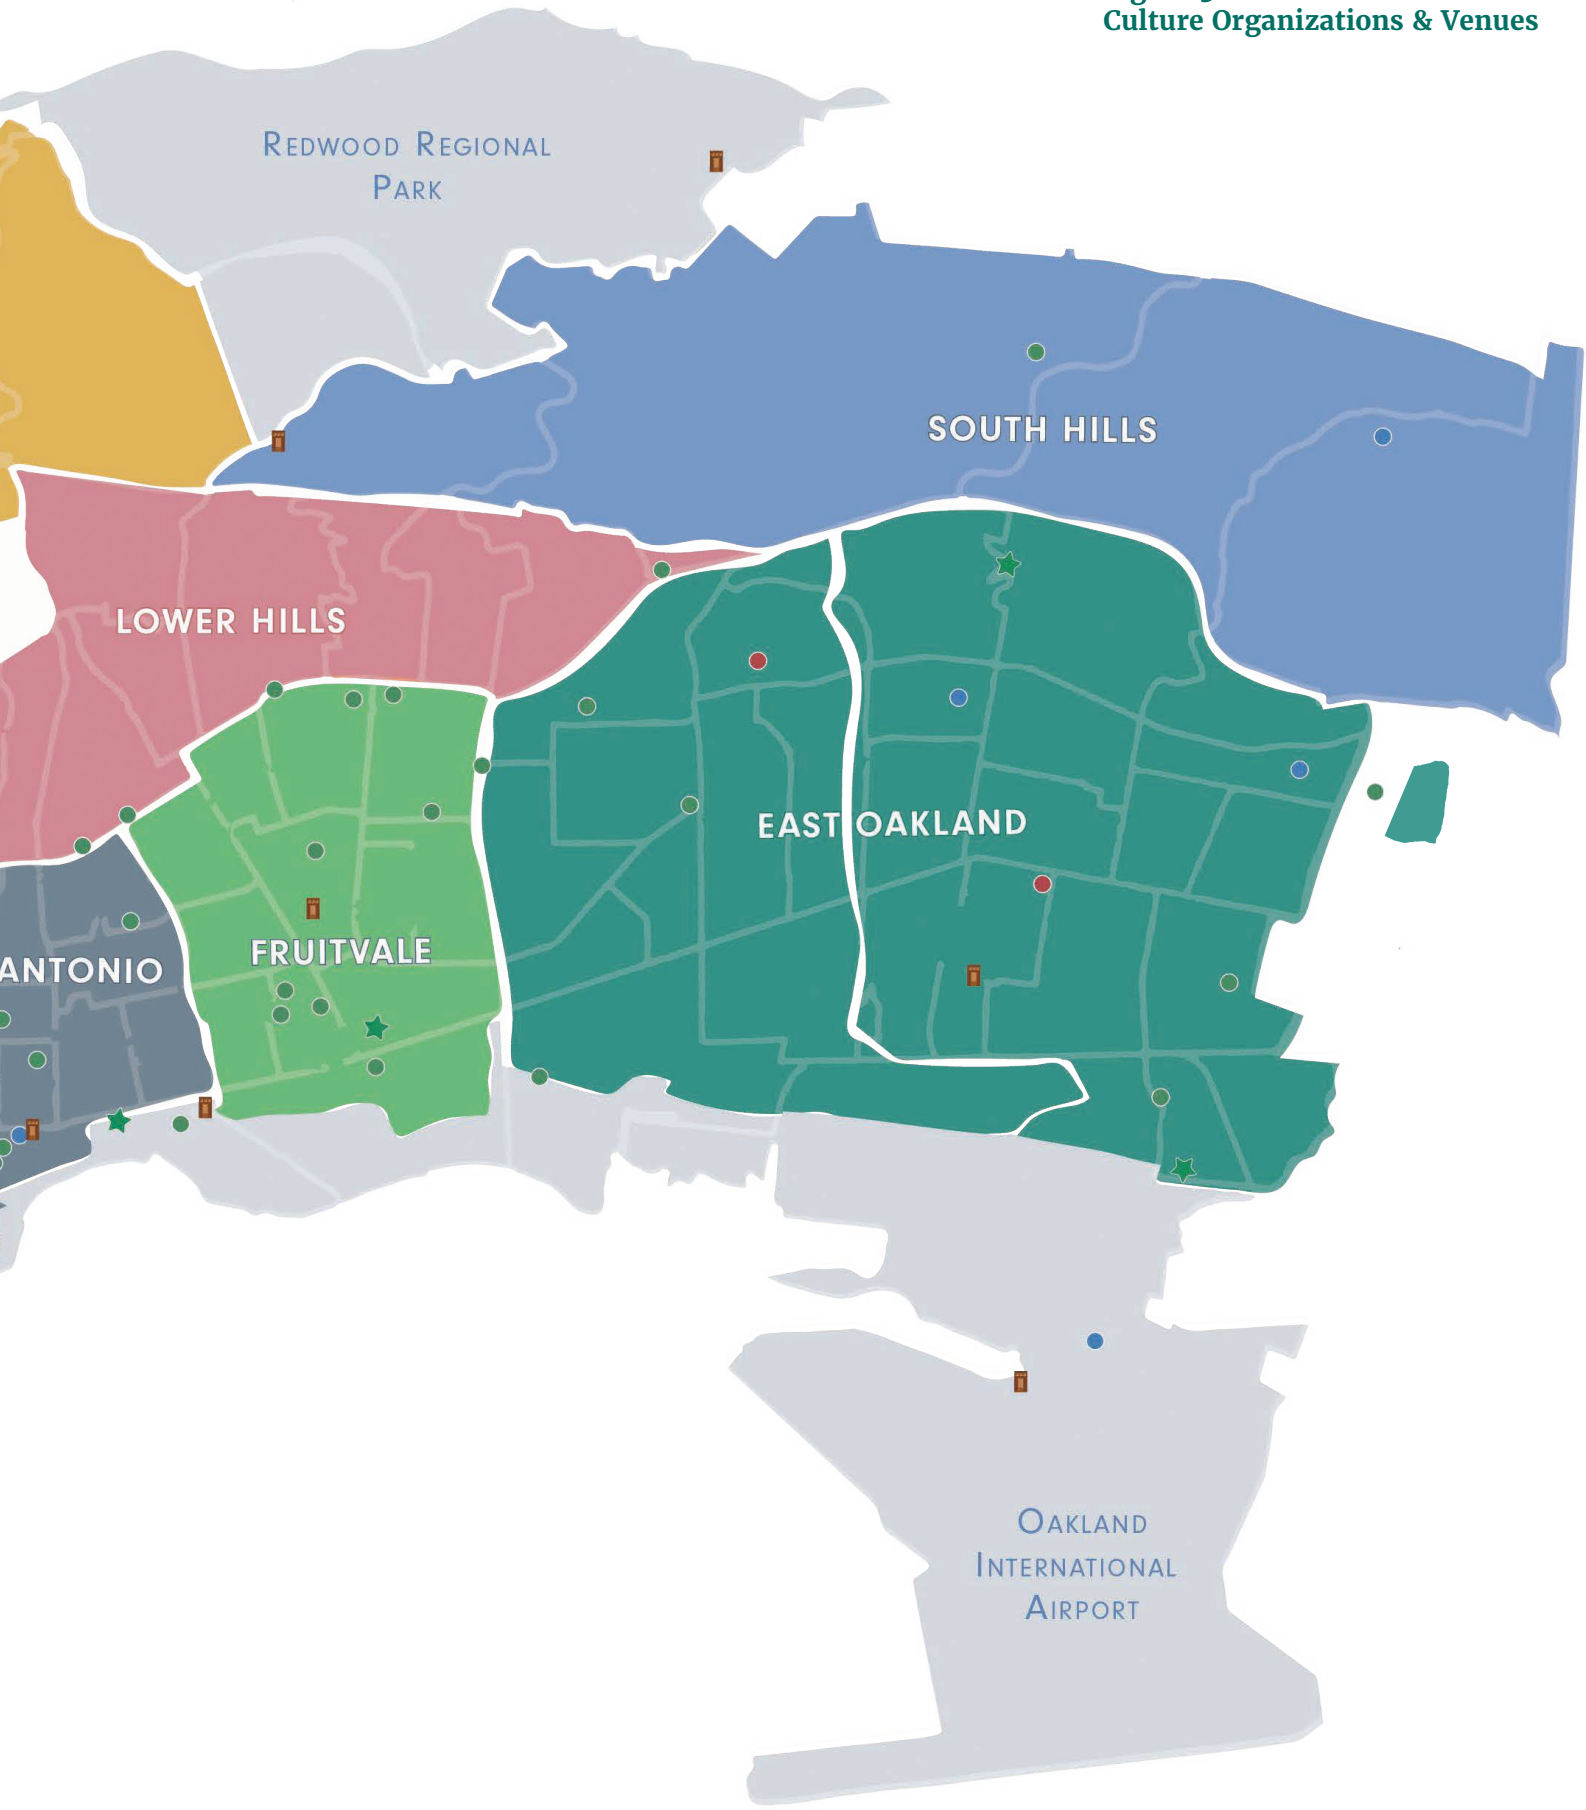 Culture Organizations & Venues
REDWOOD REGIONAL
PARK
SOUTH HILLS
LOWER HILLS
EAST OAKLAND
FRUITVALE
ANTONIO
OAKLAND
INTERNATIONAL
AIRPORT